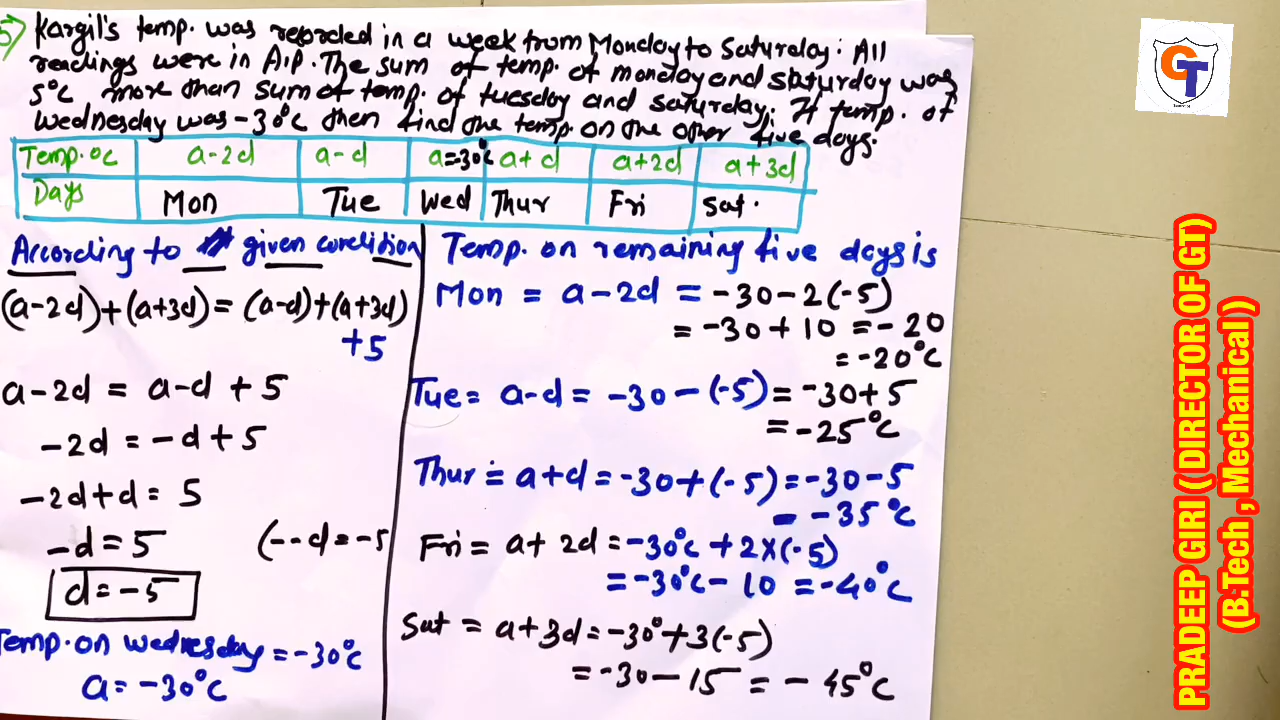 5) Kargil's temp. was recorded in a week from Monday to Saturday: All
readings were in A.P. The sum of temp. of monday and saturday was
5°C more than sum of temp. of tuesday and saturday. If temp. of
wednesday was -30°C then find the temp. on the other five days.
Temp.°C a-2d a-d a=-30°C a+d a+2d a+3d
Days Mon Tue Wed Thur Fri Sat.
According to given condition
(a-2d)+(a+3d)=(a-d)+(a+3d)
+5
a-2d = a-d+5
-2d = -d+5
-2d+d = 5
-d=5 (--d=-5
d=-5
Temp. on wednesday = -30°C
a = -30°C
Temp. on remaining five days is
Mon = a-2d = -30-2(-5)
= -30+10 = -20
= -20°C
Tue = a-d = -30-(-5) = -30+5
= -25°C
Thur = a+d = -30+(-5) = -30-5
= -35°C
Fri = a+2d = -30°C+2×(-5)
= -30°C-10 = -40°C
Sat = a+3d = -30°+3(-5)
= -30-15 = -45°C
GT
PRADEEP GIRI (( DIRECTOR OF GT)
(B.Tech , Mechanical )